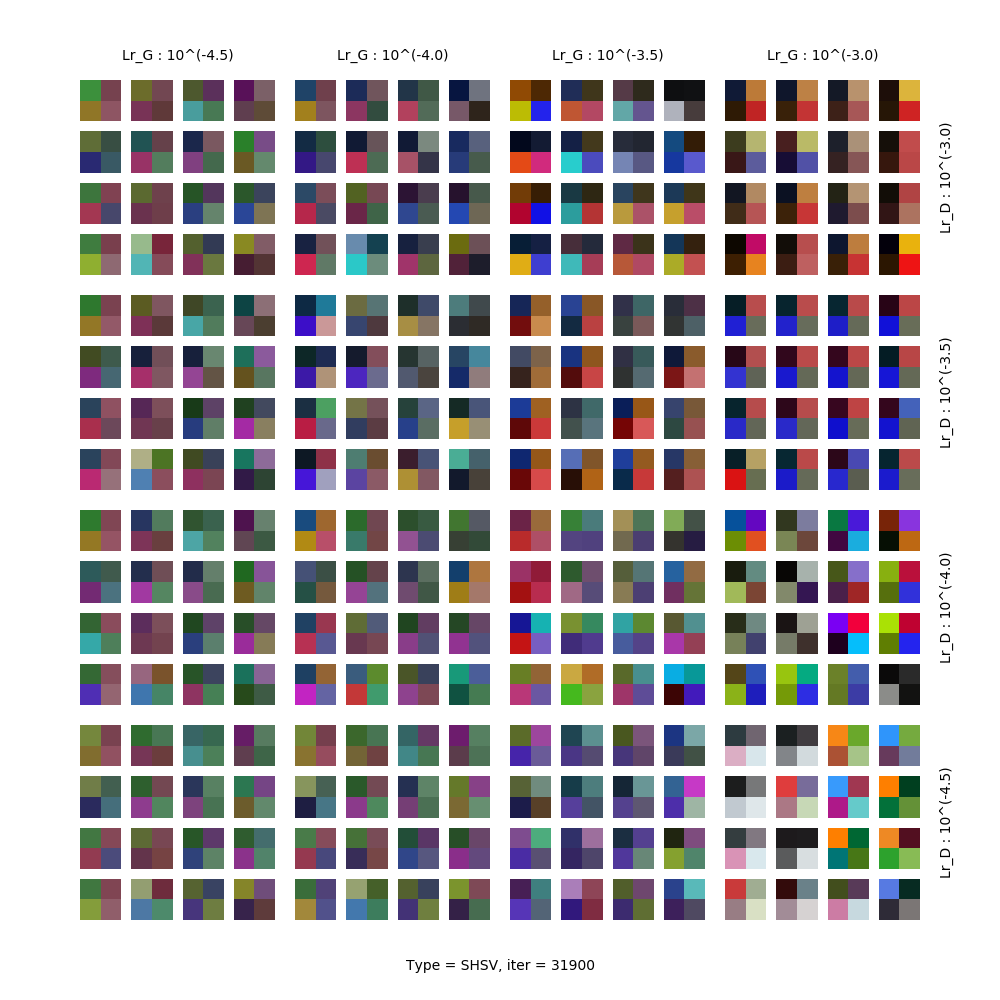 Lr_G : 10^(-4.5)
Lr_G : 10^(-4.0)
Lr_G : 10^(-3.5)
Lr_G : 10^(-3.0)
Lr_D : 10^(-3.0)
Lr_D : 10^(-3.5)
Lr_D : 10^(-4.0)
Lr_D : 10^(-4.5)
Type = SHSV, iter = 31900